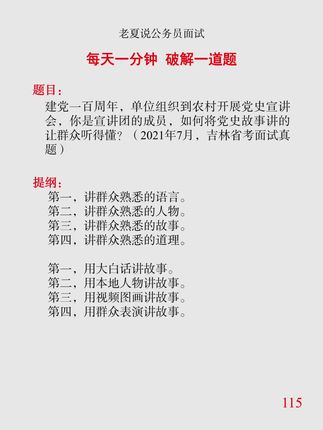 老夏说公务员面试
每天一分钟 破解一道题
题目：
建党一百周年，单位组织到农村开展党史宣讲
会，你是宣讲团的成员，如何将党史故事讲的
让群众听得懂？（2021年7月，吉林省考面试真
题）
提纲：
第一，讲群众熟悉的语言。
第二，讲群众熟悉的人物。
第三，讲群众熟悉的故事。
第四，讲群众熟悉的道理。
第一，用大白话讲故事。
第二，用本地人物讲故事。
第三，用视频图画讲故事。
第四，用群众表演讲故事。
115